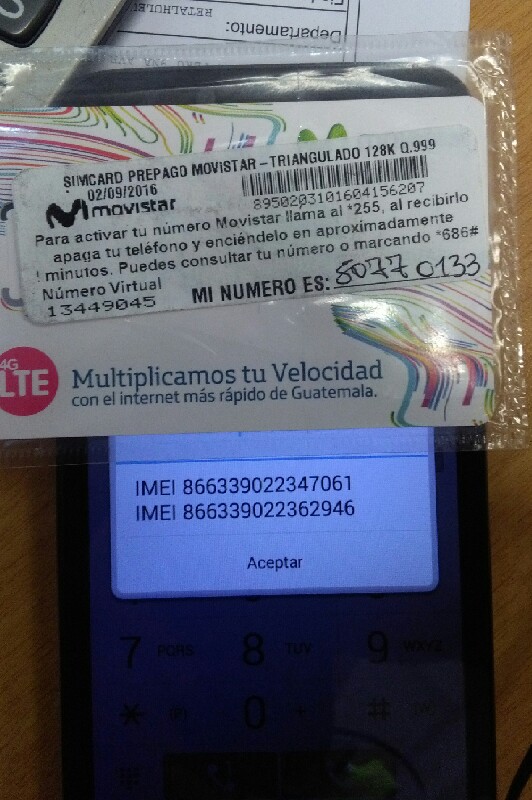 Departamento:
RETALHULEU
SIMCARD PREPAGO MOVISTAR - TRIANGULADO 128K Q.999
02/09/2016
8950203101604156207
movistar
Para activar tu número Movistar llama al *255, al recibirlo
apaga tu teléfono y enciéndelo en aproximadamente
! minutos. Puedes consultar tu número o marcando *686#
Número Virtual
13449045
MI NUMERO ES: 5077 0133
4G
LTE
Multiplicamos tu Velocidad
con el internet más rápido de Guatemala.
IMEI 866339022347061
IMEI 866339022362946
Aceptar
7 PQRS 8 TUV 9 WXYZ
* 0 + #